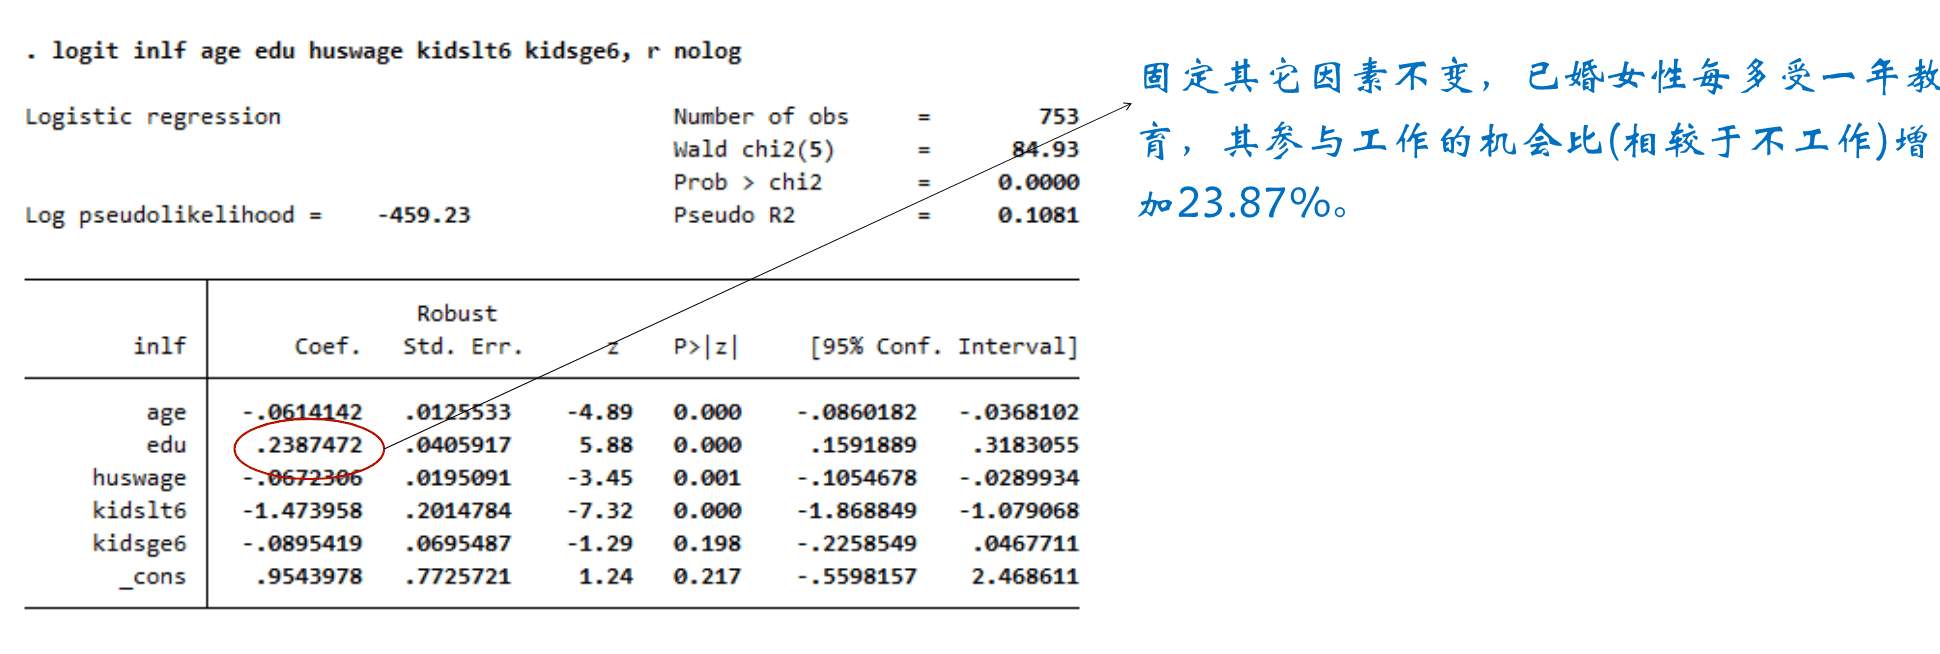 . logit inlf age edu huswage kidslt6 kidsge6, r nolog
固定其它因素不变，已婚女性每多受一年教
育，其参与工作的机会比(相较于不工作)增
加23.87%。
Logistic regression Number of obs = 753
Wald chi2(5) = 84.93
Prob > chi2 = 0.0000
Log pseudolikelihood = -459.23 Pseudo R2 = 0.1081
Robust
inlf Coef. Std. Err. z P>|z| [95% Conf. Interval]
age -.0614142 .0125533 -4.89 0.000 -.0860182 -.0368102
edu .2387472 .0405917 5.88 0.000 .1591889 .3183055
huswage -.0672306 .0195091 -3.45 0.001 -.1054678 -.0289934
kidslt6 -1.473958 .2014784 -7.32 0.000 -1.868849 -1.079068
kidsge6 -.0895419 .0695487 -1.29 0.198 -.2258549 .0467711
_cons .9543978 .7725721 1.24 0.217 -.5598157 2.468611